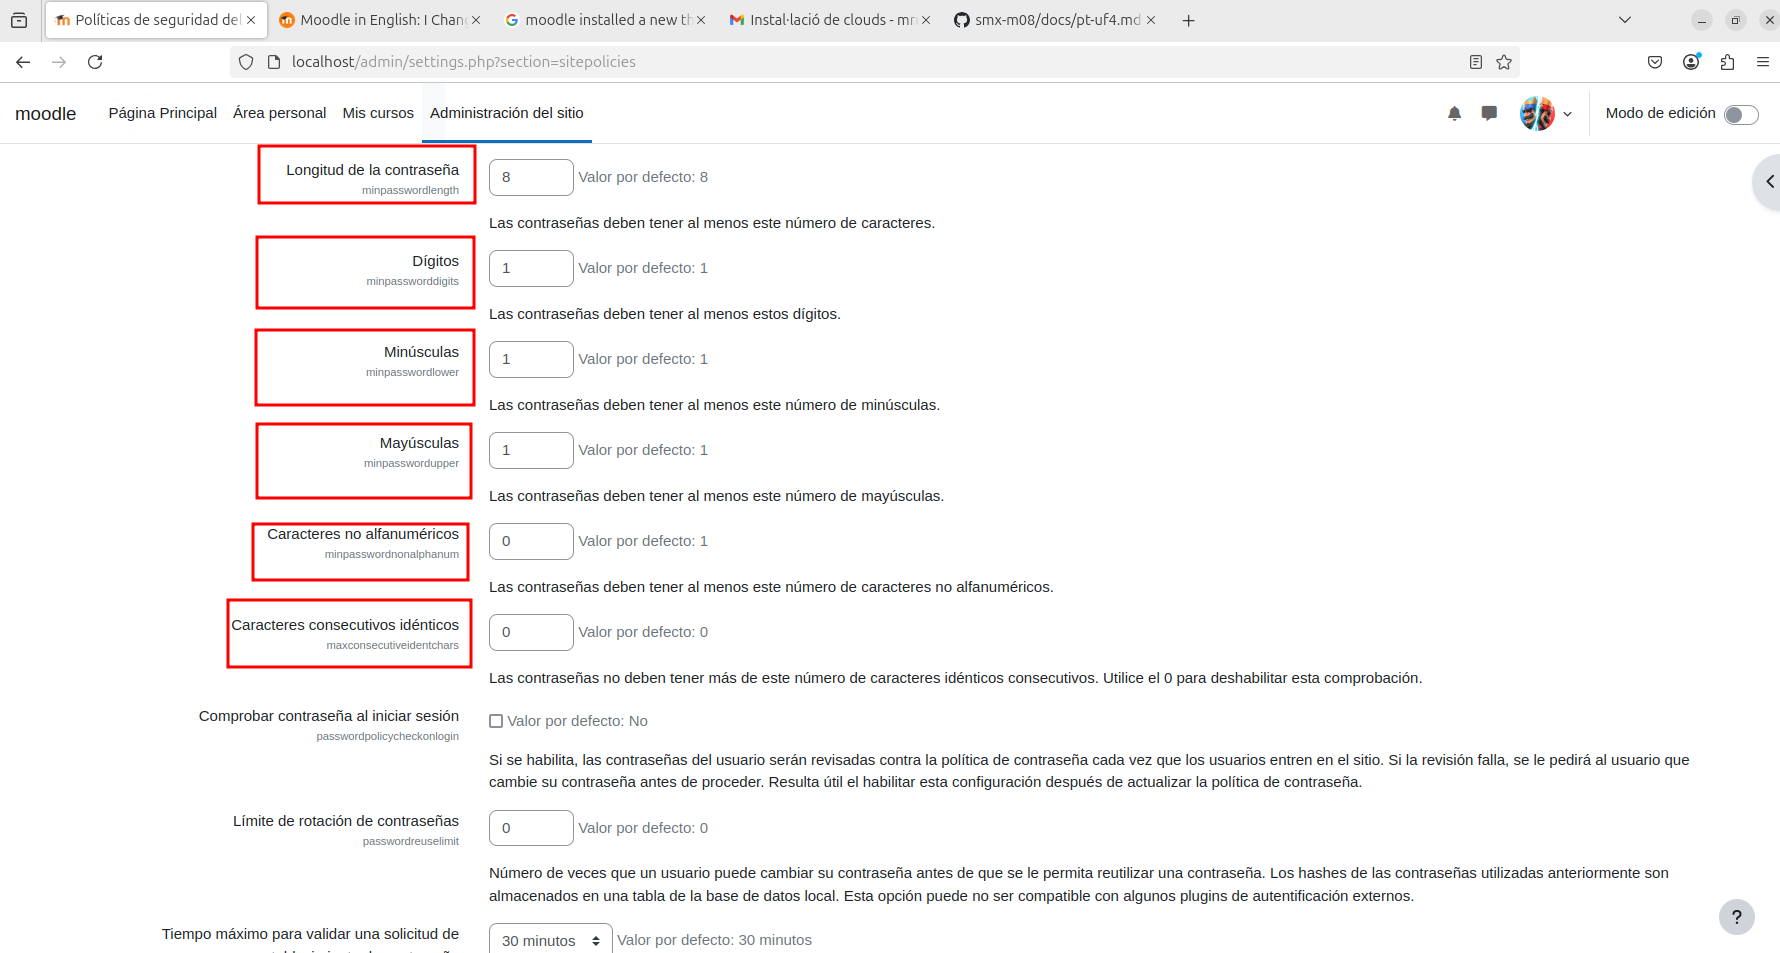 Políticas de seguridad del
Moodle in English: I Chang
moodle installed a new th
Instal·lació de clouds - mr
smx-m08/docs/pt-uf4.md
localhost/admin/settings.php?section=sitepolicies
moodle
Página Principal
Área personal
Mis cursos
Administración del sitio
Modo de edición
Longitud de la contraseña
minpasswordlength
8
Valor por defecto: 8
Las contraseñas deben tener al menos este número de caracteres.
Dígitos
minpassworddigits
1
Valor por defecto: 1
Las contraseñas deben tener al menos estos dígitos.
Minúsculas
minpasswordlower
1
Valor por defecto: 1
Las contraseñas deben tener al menos este número de minúsculas.
Mayúsculas
minpasswordupper
1
Valor por defecto: 1
Las contraseñas deben tener al menos este número de mayúsculas.
Caracteres no alfanuméricos
minpasswordnonalphanum
0
Valor por defecto: 1
Las contraseñas deben tener al menos este número de caracteres no alfanuméricos.
Caracteres consecutivos idénticos
maxconsecutiveidentchars
0
Valor por defecto: 0
Las contraseñas no deben tener más de este número de caracteres idénticos consecutivos. Utilice el 0 para deshabilitar esta comprobación.
Comprobar contraseña al iniciar sesión
passwordpolicycheckonlogin
Valor por defecto: No
Si se habilita, las contraseñas del usuario serán revisadas contra la política de contraseña cada vez que los usuarios entren en el sitio. Si la revisión falla, se le pedirá al usuario que
cambie su contraseña antes de proceder. Resulta útil el habilitar esta configuración después de actualizar la política de contraseña.
Límite de rotación de contraseñas
passwordreuselimit
0
Valor por defecto: 0
Número de veces que un usuario puede cambiar su contraseña antes de que se le permita reutilizar una contraseña. Los hashes de las contraseñas utilizadas anteriormente son
almacenados en una tabla de la base de datos local. Esta opción puede no ser compatible con algunos plugins de autentificación externos.
?
Tiempo máximo para validar una solicitud de
30 minutos
Valor por defecto: 30 minutos